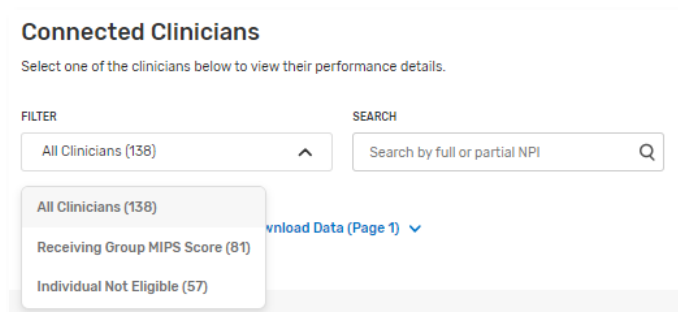 Connected Clinicians
Select one of the clinicians below to view their performance details.
FILTER
SEARCH
All Clinicians (138)
Search by full or partial NPI
All Clinicians (138)
Receiving Group MIPS Score (81)
Individual Not Eligible (57)
Data (Page 1)